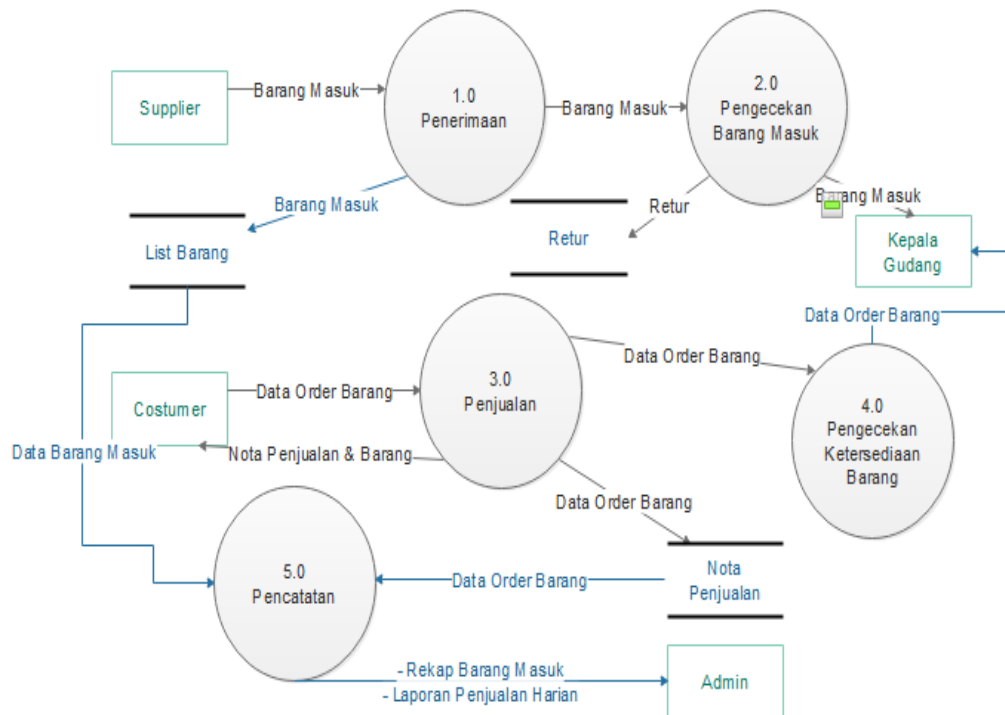 Supplier
Barang Masuk
1.0
Penerimaan
Barang Masuk
2.0
Pengecekan
Barang Masuk
Barang Masuk
Retur
Barang Masuk
List Barang
Retur
Kepala
Gudang
Data Order Barang
Data Order Barang
Costumer
Data Order Barang
3.0
Penjualan
4.0
Pengecekan
Ketersediaan
Barang
Data Barang Masuk
Nota Penjualan & Barang
Data Order Barang
5.0
Pencatatan
Data Order Barang
Nota
Penjualan
- Rekap Barang Masuk
- Laporan Penjualan Harian
Admin